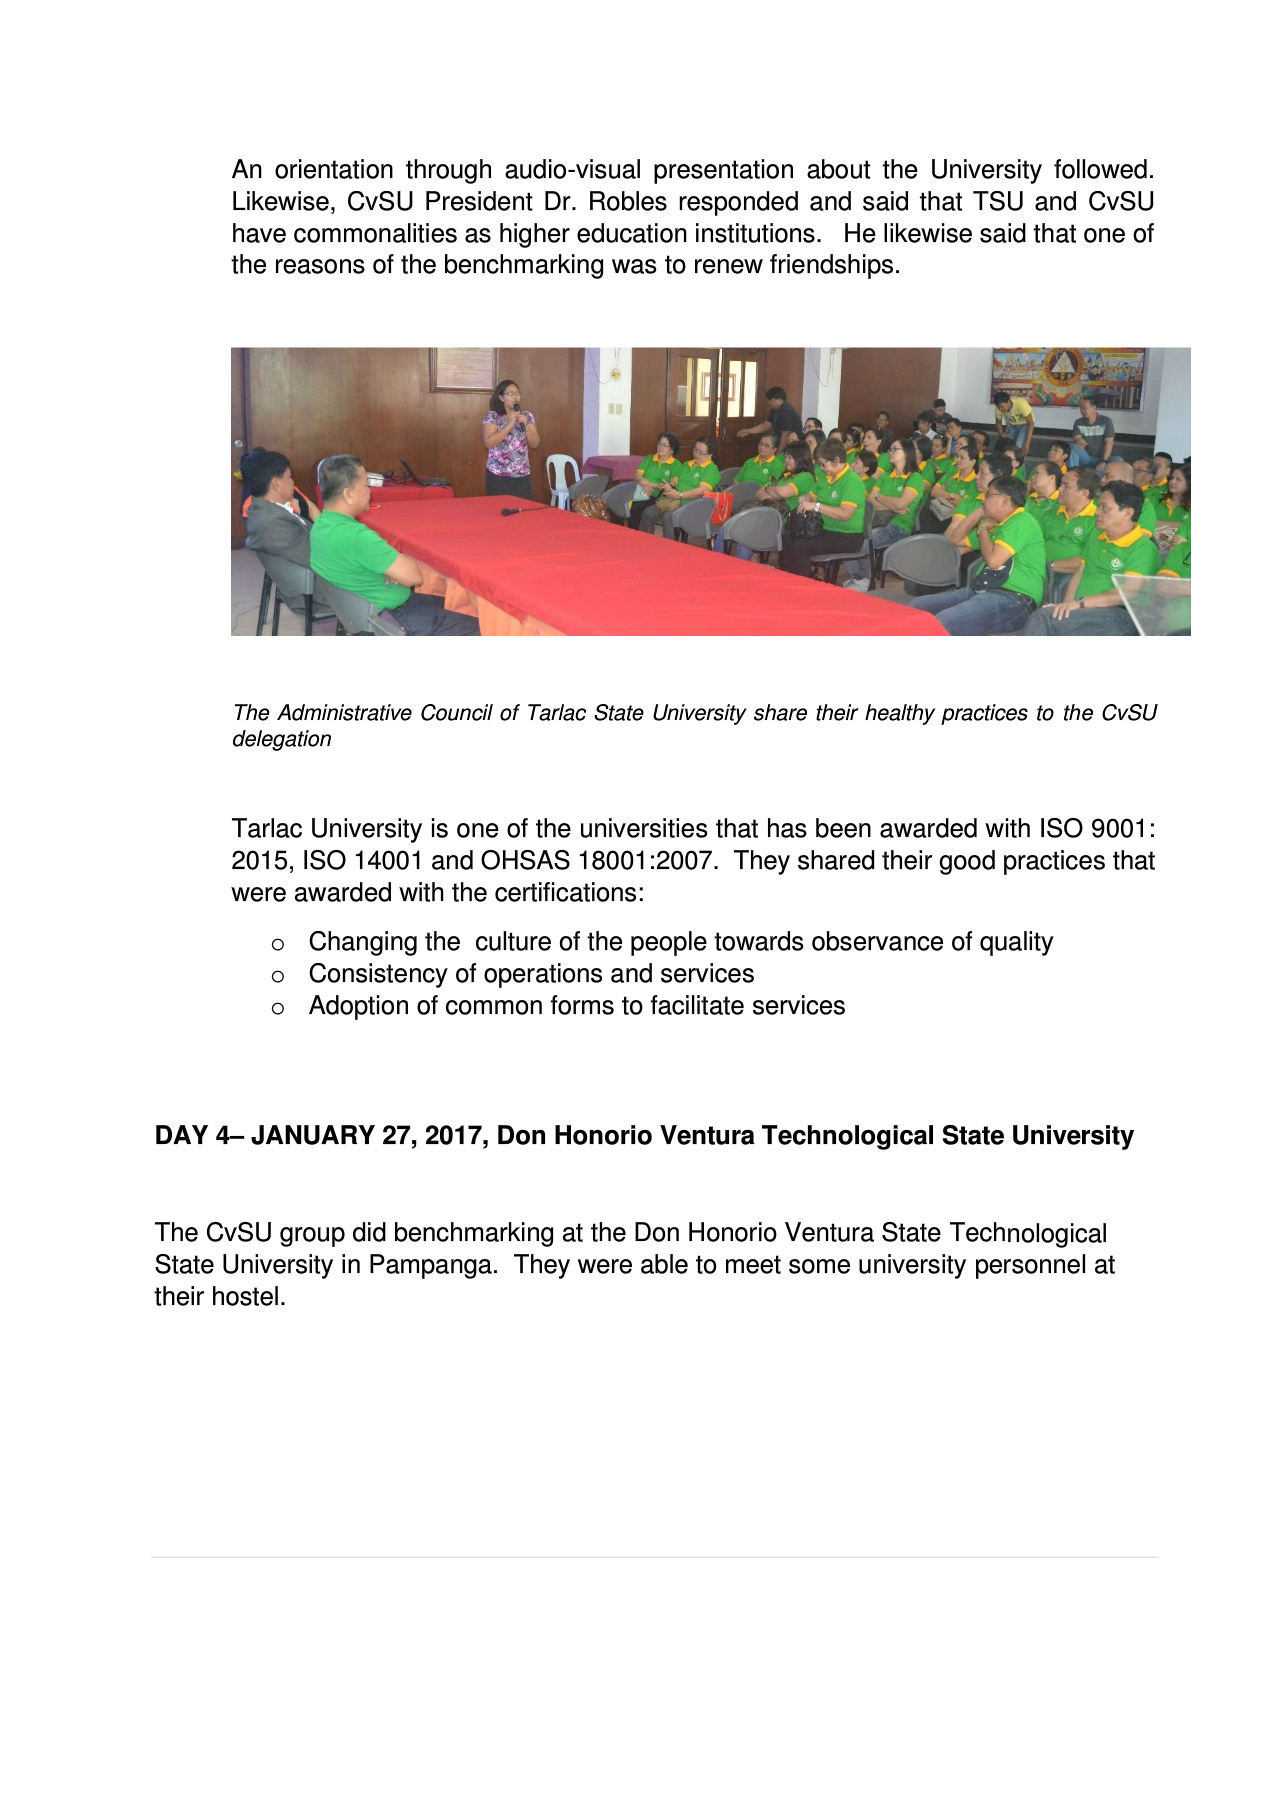 An orientation through audio-visual presentation about the University followed.
Likewise, CvSU President Dr. Robles responded and said that TSU and CvSU
have commonalities as higher education institutions.   He likewise said that one of
the reasons of the benchmarking was to renew friendships.
The Administrative Council of Tarlac State University share their healthy practices to the CvSU
delegation
Tarlac University is one of the universities that has been awarded with ISO 9001:
2015, ISO 14001 and OHSAS 18001:2007.  They shared their good practices that
were awarded with the certifications:
o Changing the  culture of the people towards observance of quality
o Consistency of operations and services
o Adoption of common forms to facilitate services
DAY 4– JANUARY 27, 2017, Don Honorio Ventura Technological State University
The CvSU group did benchmarking at the Don Honorio Ventura State Technological
State University in Pampanga.  They were able to meet some university personnel at
their hostel.